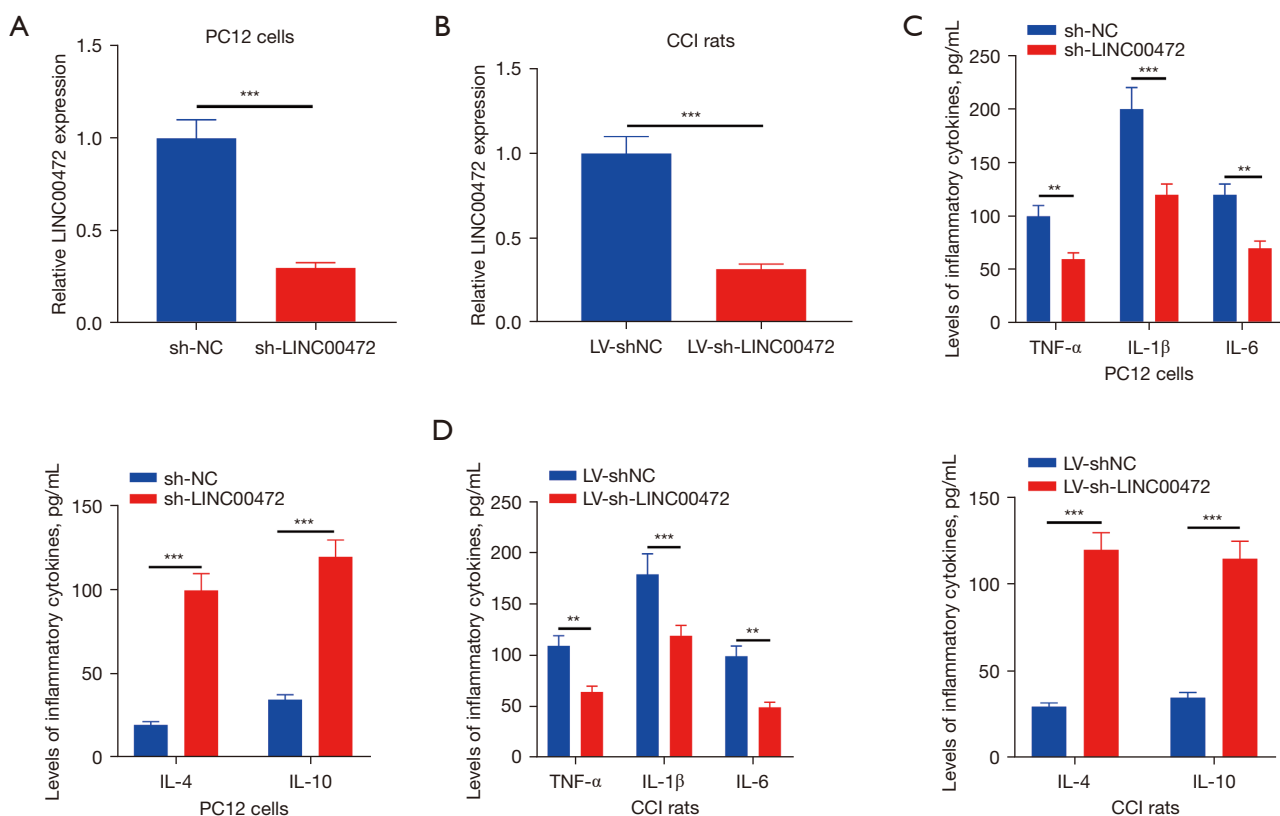 A
PC12 cells
Relative LINC00472 expression
1.5
1.0
0.5
0.0
***
sh-NC
sh-LINC00472
B
CCI rats
Relative LINC00472 expression
1.5
1.0
0.5
0.0
***
LV-shNC
LV-sh-LINC00472
C
sh-NC
sh-LINC00472
Levels of inflammatory cytokines, pg/mL
250
200
150
100
50
0
**
***
**
TNF-α
IL-1β
IL-6
PC12 cells
sh-NC
sh-LINC00472
Levels of inflammatory cytokines, pg/mL
150
100
50
0
***
***
IL-4
IL-10
PC12 cells
D
LV-shNC
LV-sh-LINC00472
Levels of inflammatory cytokines, pg/mL
250
200
150
100
50
0
**
***
**
TNF-α
IL-1β
IL-6
CCI rats
LV-shNC
LV-sh-LINC00472
Levels of inflammatory cytokines, pg/mL
150
100
50
0
***
***
IL-4
IL-10
CCI rats